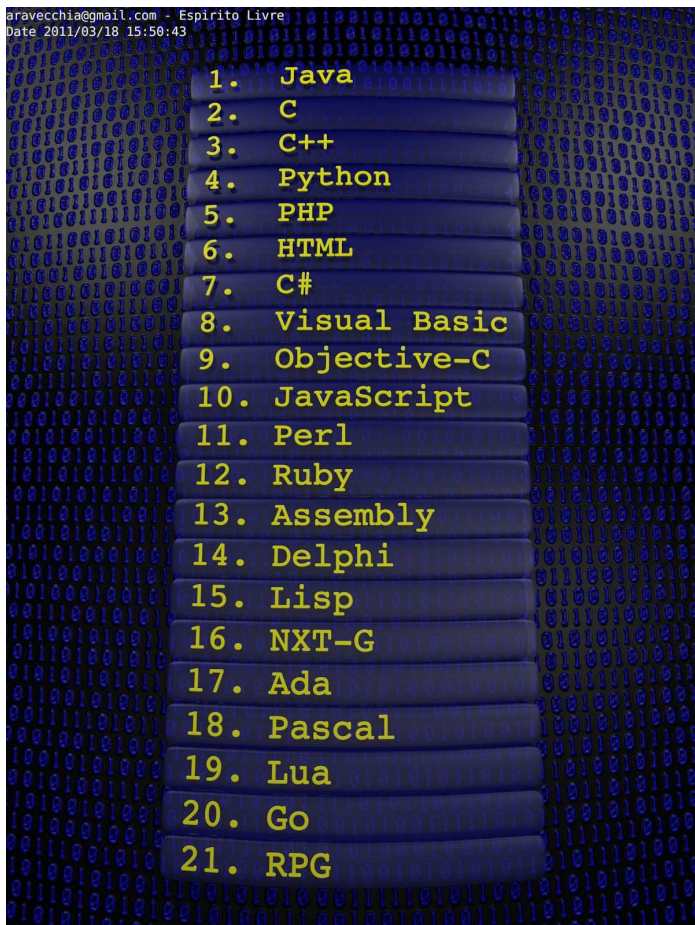 aravecchia@gmail.com - Espirito Livre
Date 2011/03/18 15:50:43
1. Java
2. C
3. C++
4. Python
5. PHP
6. HTML
7. C#
8. Visual Basic
9. Objective-C
10. JavaScript
11. Perl
12. Ruby
13. Assembly
14. Delphi
15. Lisp
16. NXT-G
17. Ada
18. Pascal
19. Lua
20. Go
21. RPG